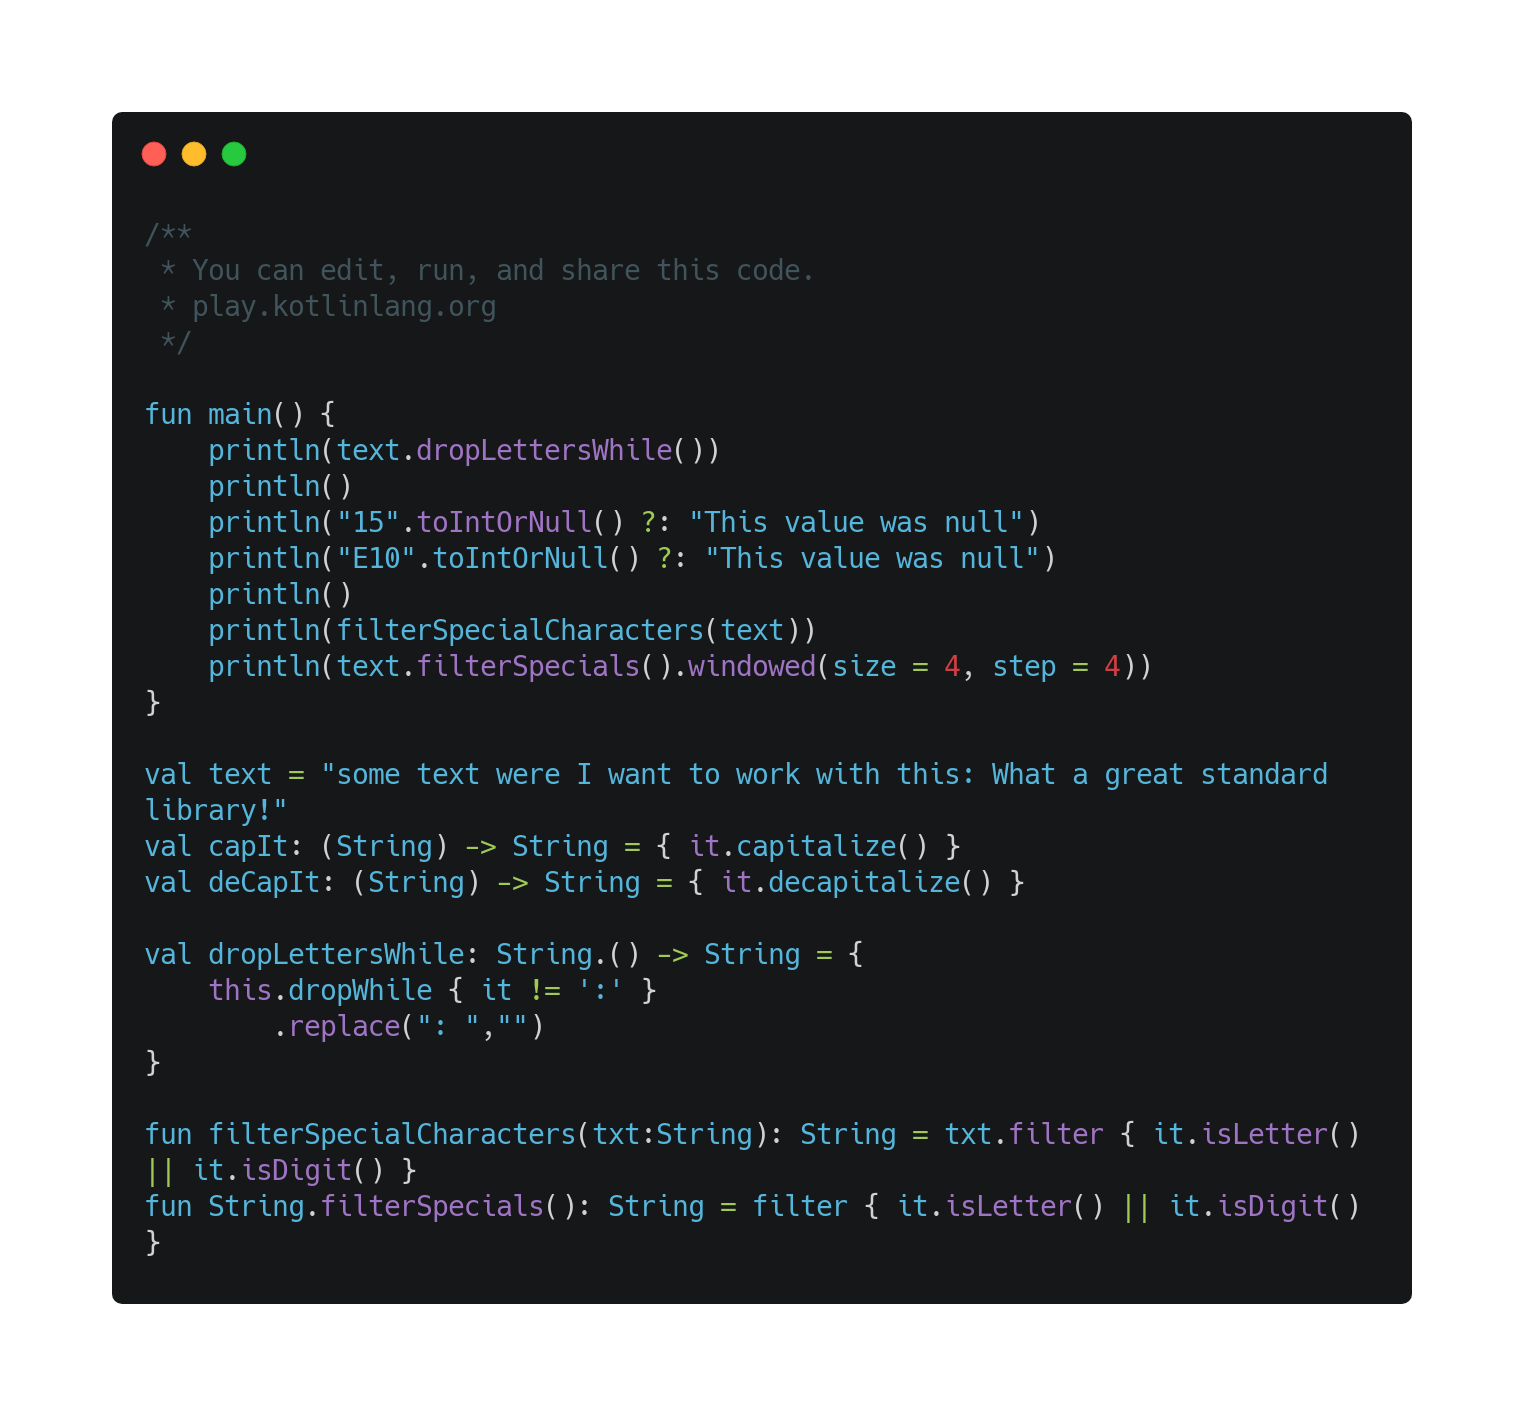 /**
 * You can edit, run, and share this code.
 * play.kotlinlang.org
 */

fun main() {
    println(text.dropLettersWhile())
    println()
    println("15".toIntOrNull() ?: "This value was null")
    println("E10".toIntOrNull() ?: "This value was null")
    println()
    println(filterSpecialCharacters(text))
    println(text.filterSpecials().windowed(size = 4, step = 4))
}

val text = "some text were I want to work with this: What a great standard
library!"
val capIt: (String) -> String = { it.capitalize() }
val deCapIt: (String) -> String = { it.decapitalize() }

val dropLettersWhile: String.() -> String = {
    this.dropWhile { it != ':' }
        .replace(": ","")
}

fun filterSpecialCharacters(txt:String): String = txt.filter { it.isLetter()
|| it.isDigit() }
fun String.filterSpecials(): String = filter { it.isLetter() || it.isDigit()
}